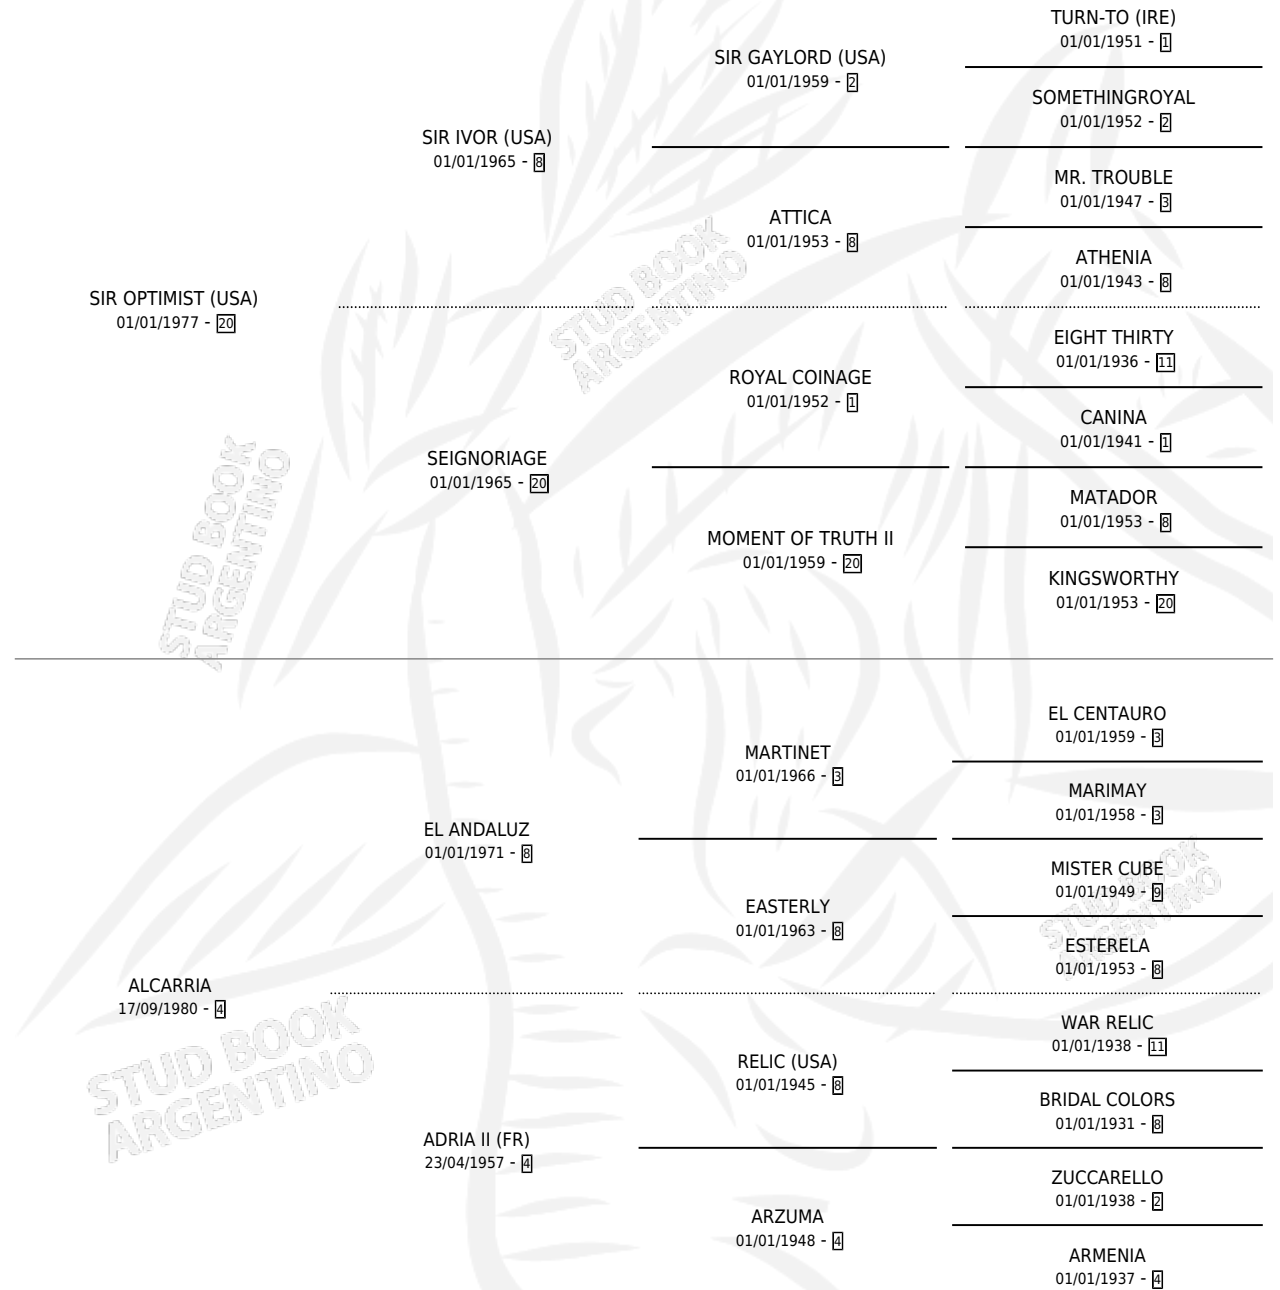 TURN-TO (IRE)
01/01/1951 - 1
SIR GAYLORD (USA)
01/01/1959 - 2
SOMETHINGROYAL
01/01/1952 - 2
SIR IVOR (USA)
01/01/1965 - 8
MR. TROUBLE
01/01/1947 - 3
ATTICA
01/01/1953 - 8
ATHENIA
01/01/1943 - 8
SIR OPTIMIST (USA)
01/01/1977 - 20
EIGHT THIRTY
01/01/1936 - 11
ROYAL COINAGE
01/01/1952 - 1
CANINA
01/01/1941 - 1
SEIGNORIAGE
01/01/1965 - 20
MATADOR
01/01/1953 - 8
MOMENT OF TRUTH II
01/01/1959 - 20
KINGSWORTHY
01/01/1953 - 20
EL CENTAURO
01/01/1959 - 3
MARTINET
01/01/1966 - 3
MARIMAY
01/01/1958 - 3
EL ANDALUZ
01/01/1971 - 8
MISTER CUBE
01/01/1949 - 9
EASTERLY
01/01/1963 - 8
ESTERELA
01/01/1953 - 8
ALCARRIA
17/09/1980 - 4
WAR RELIC
01/01/1938 - 11
RELIC (USA)
01/01/1945 - 8
BRIDAL COLORS
01/01/1931 - 8
ADRIA II (FR)
23/04/1957 - 4
ZUCCARELLO
01/01/1938 - 2
ARZUMA
01/01/1948 - 4
ARMENIA
01/01/1937 - 4
STUD BOOK
ARGENTINO
STUD BOOK
ARGENTINO
STUD BOOK
ARGENTINO
STUD BOOK
ARGENTINO